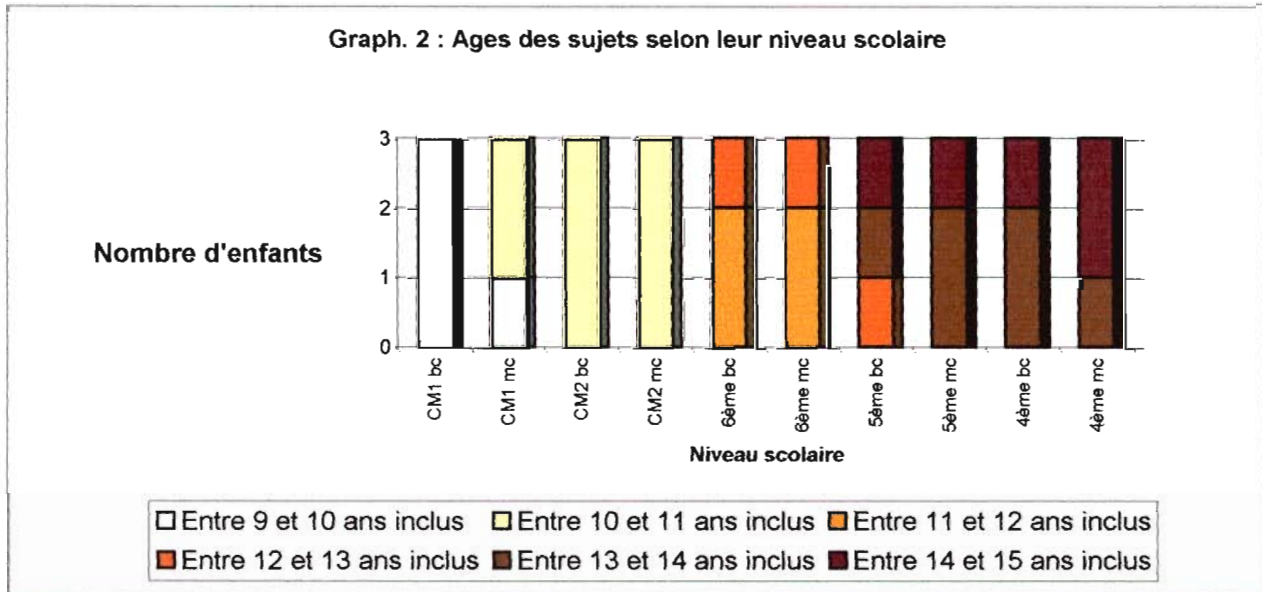 Graph. 2 : Ages des sujets selon leur niveau scolaire
Nombre d'enfants
3
2
1
0
CM1 bc
CM1 mc
CM2 bc
CM2 mc
6ème bc
6ème mc
5ème bc
5ème mc
4ème bc
4ème mc
Niveau scolaire
Entre 9 et 10 ans inclus Entre 10 et 11 ans inclus Entre 11 et 12 ans inclus
Entre 12 et 13 ans inclus Entre 13 et 14 ans inclus Entre 14 et 15 ans inclus